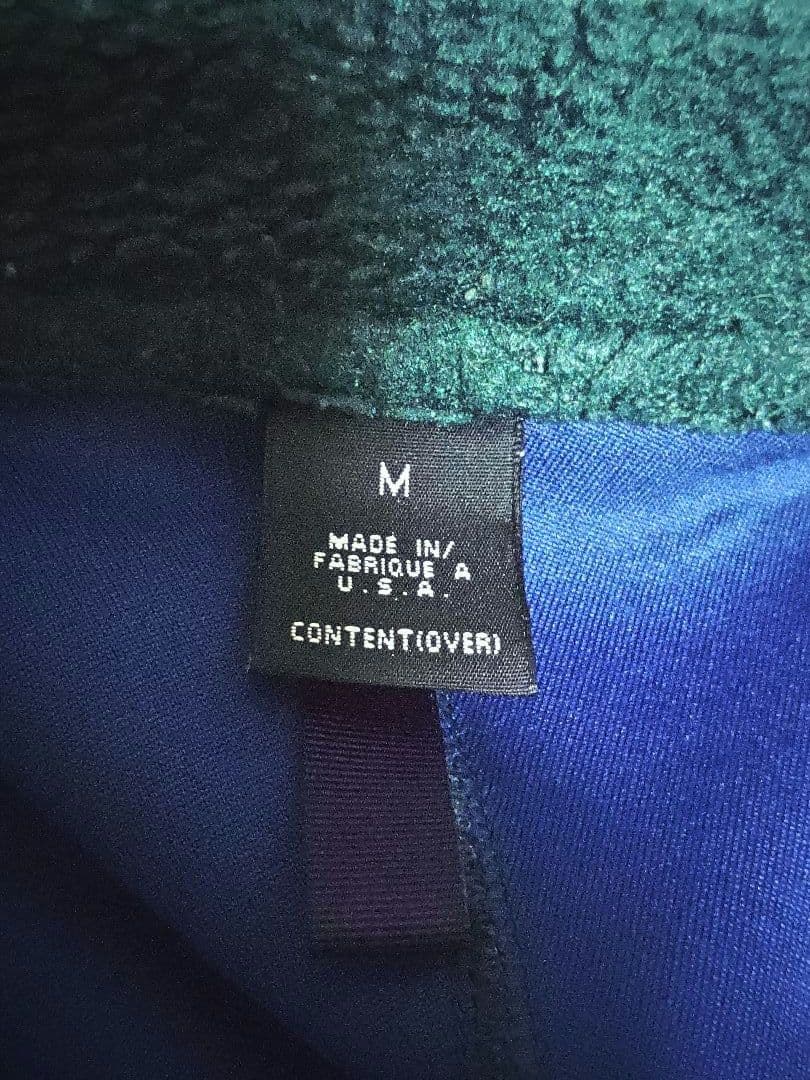 M
MADE IN/
FABRIQUE A
U.S.A.
CONTENT(OVER)